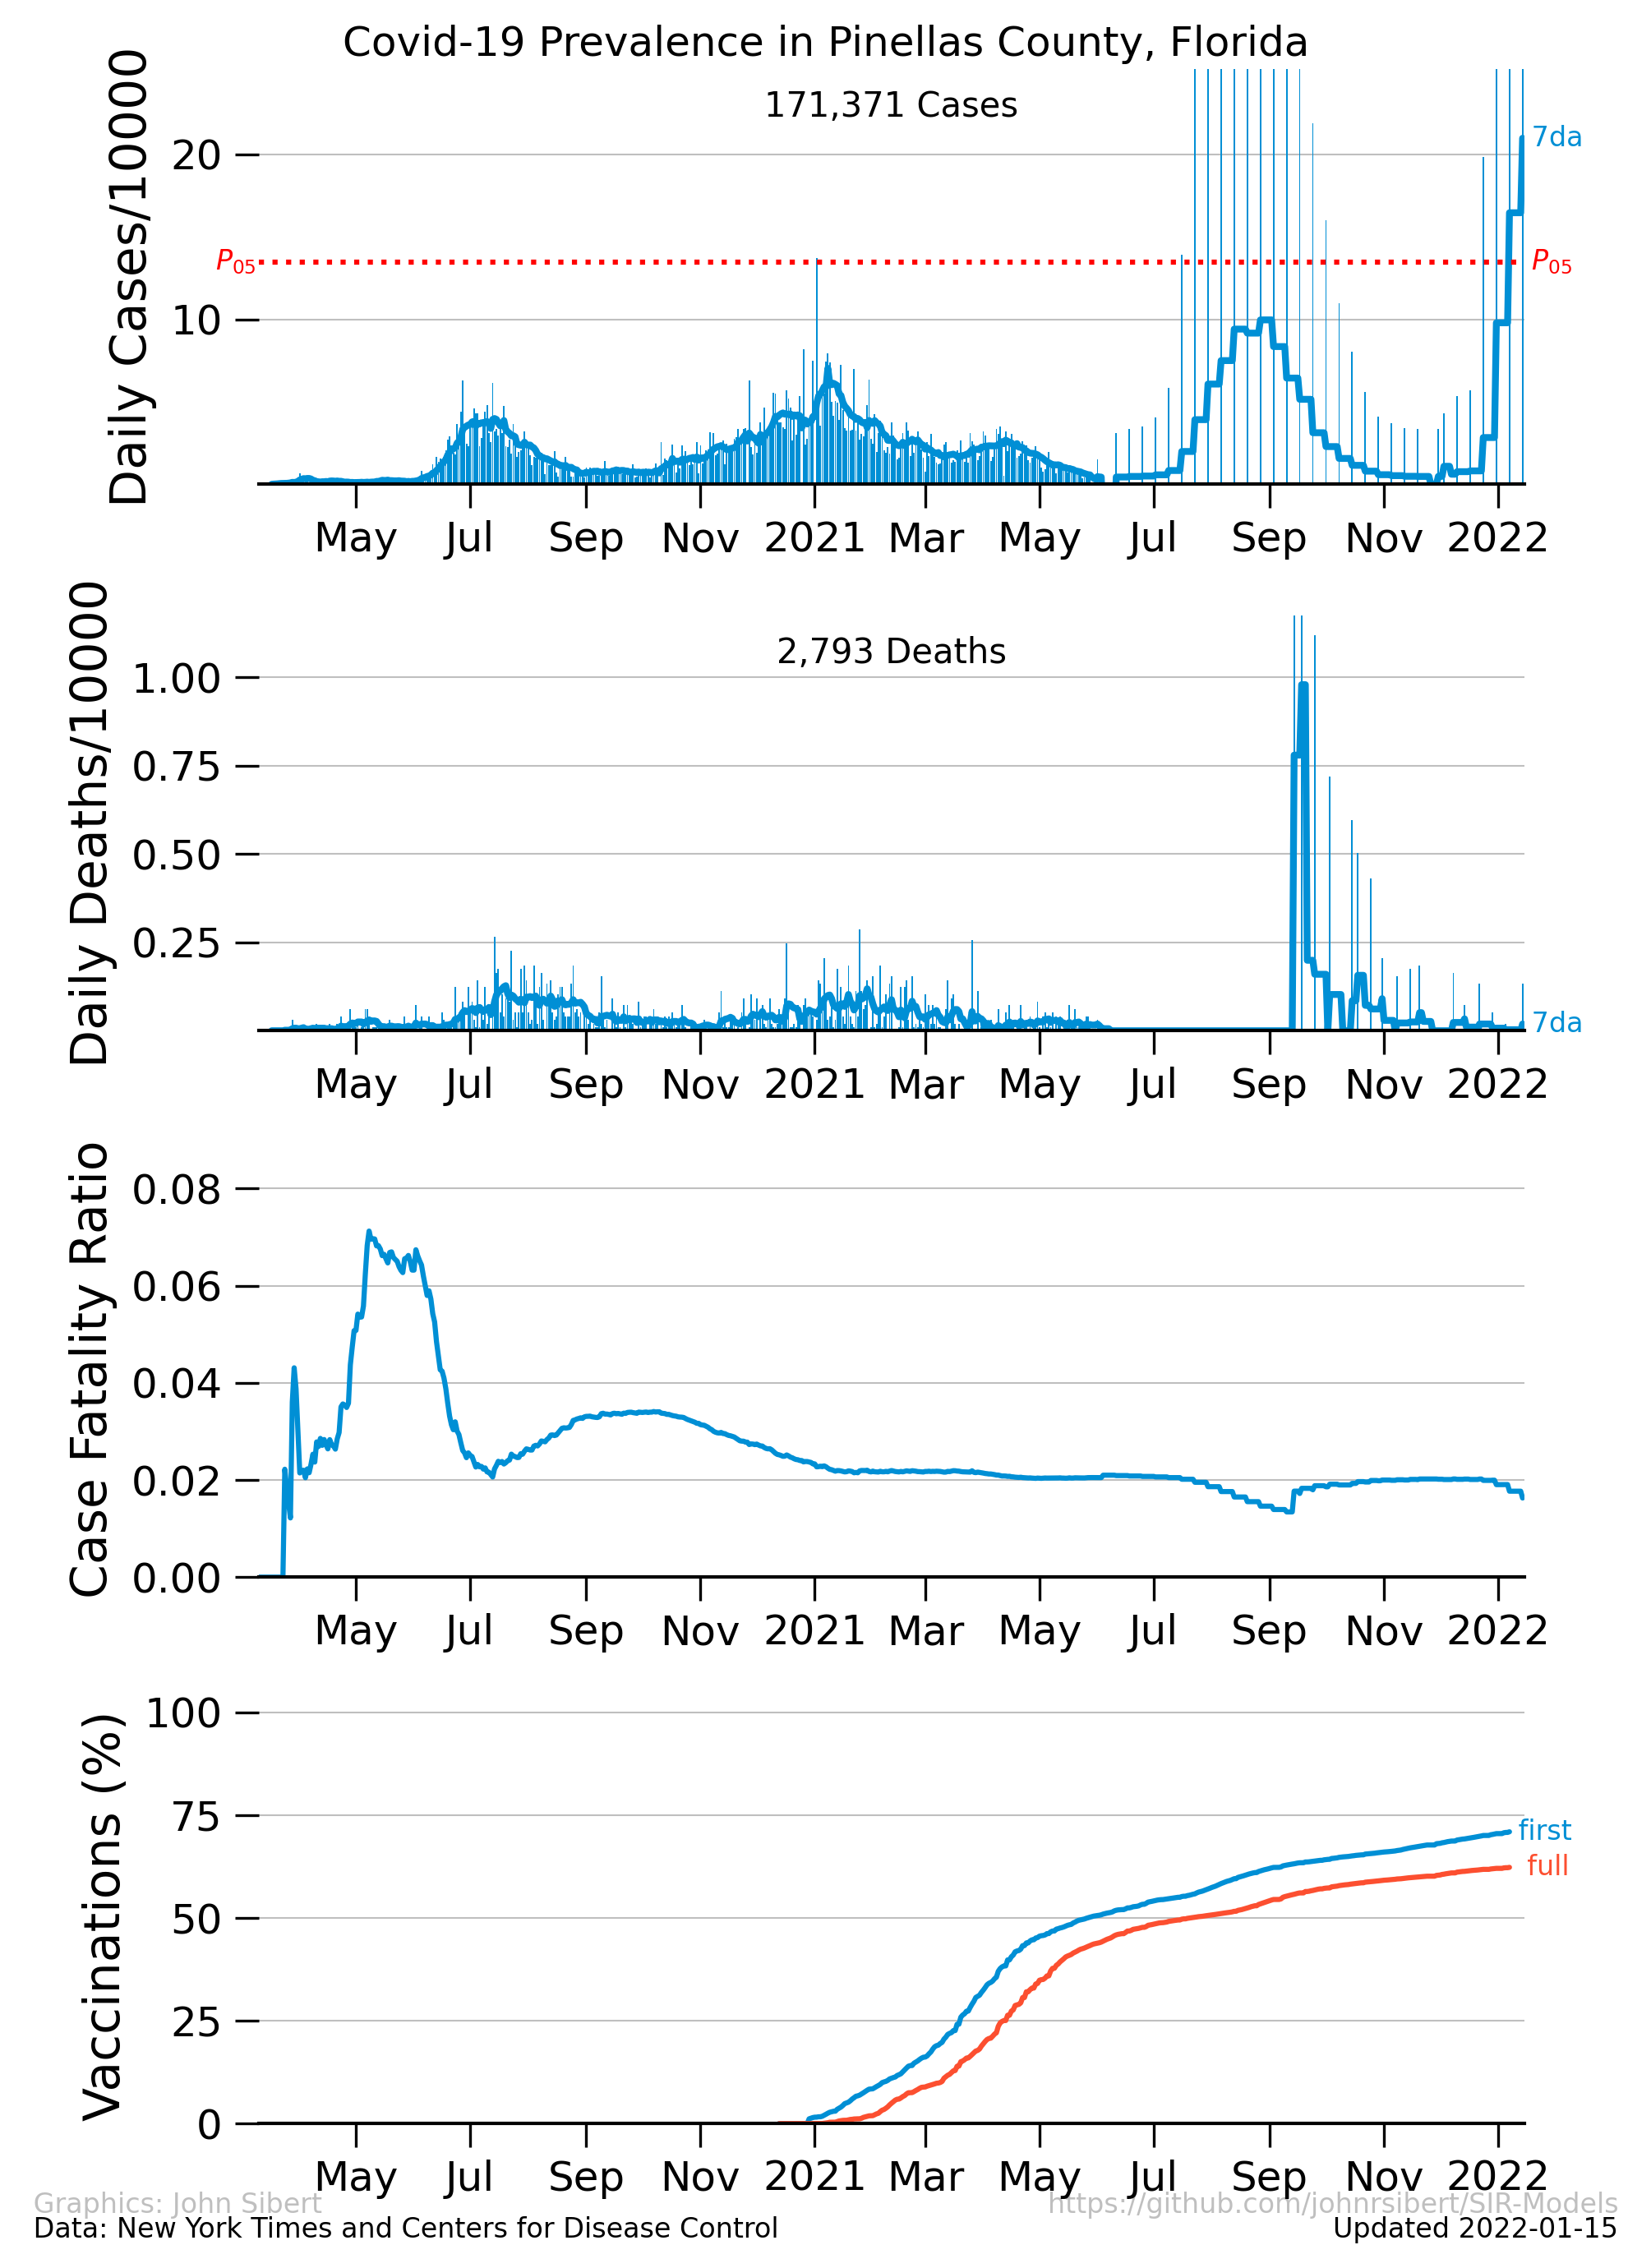 Covid-19 Prevalence in Pinellas County, Florida
Daily Cases/10000
171,371 Cases
20
10
P05
P05
7da
May Jul Sep Nov 2021 Mar May Jul Sep Nov 2022
Daily Deaths/10000
2,793 Deaths
1.00
0.75
0.50
0.25
7da
May Jul Sep Nov 2021 Mar May Jul Sep Nov 2022
Case Fatality Ratio
0.08
0.06
0.04
0.02
0.00
May Jul Sep Nov 2021 Mar May Jul Sep Nov 2022
Vaccinations (%)
100
75
50
25
0
first
full
May Jul Sep Nov 2021 Mar May Jul Sep Nov 2022
Graphics: John Sibert
https://github.com/johnrsibert/SIR-Models
Data: New York Times and Centers for Disease Control
Updated 2022-01-15